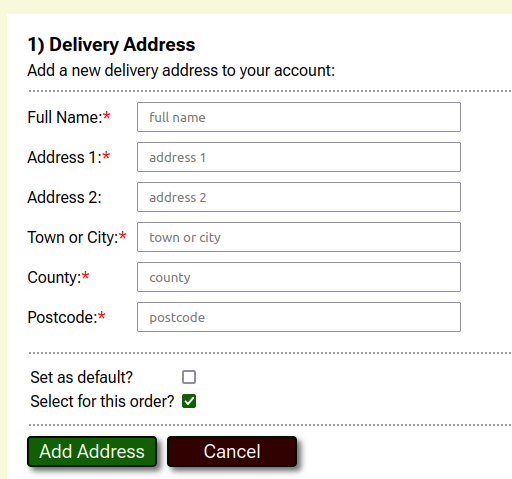 1) Delivery Address
Add a new delivery address to your account:
Full Name:* full name
Address 1:* address 1
Address 2: address 2
Town or City:* town or city
County:* county
Postcode:* postcode
Set as default?
Select for this order?
Add Address Cancel